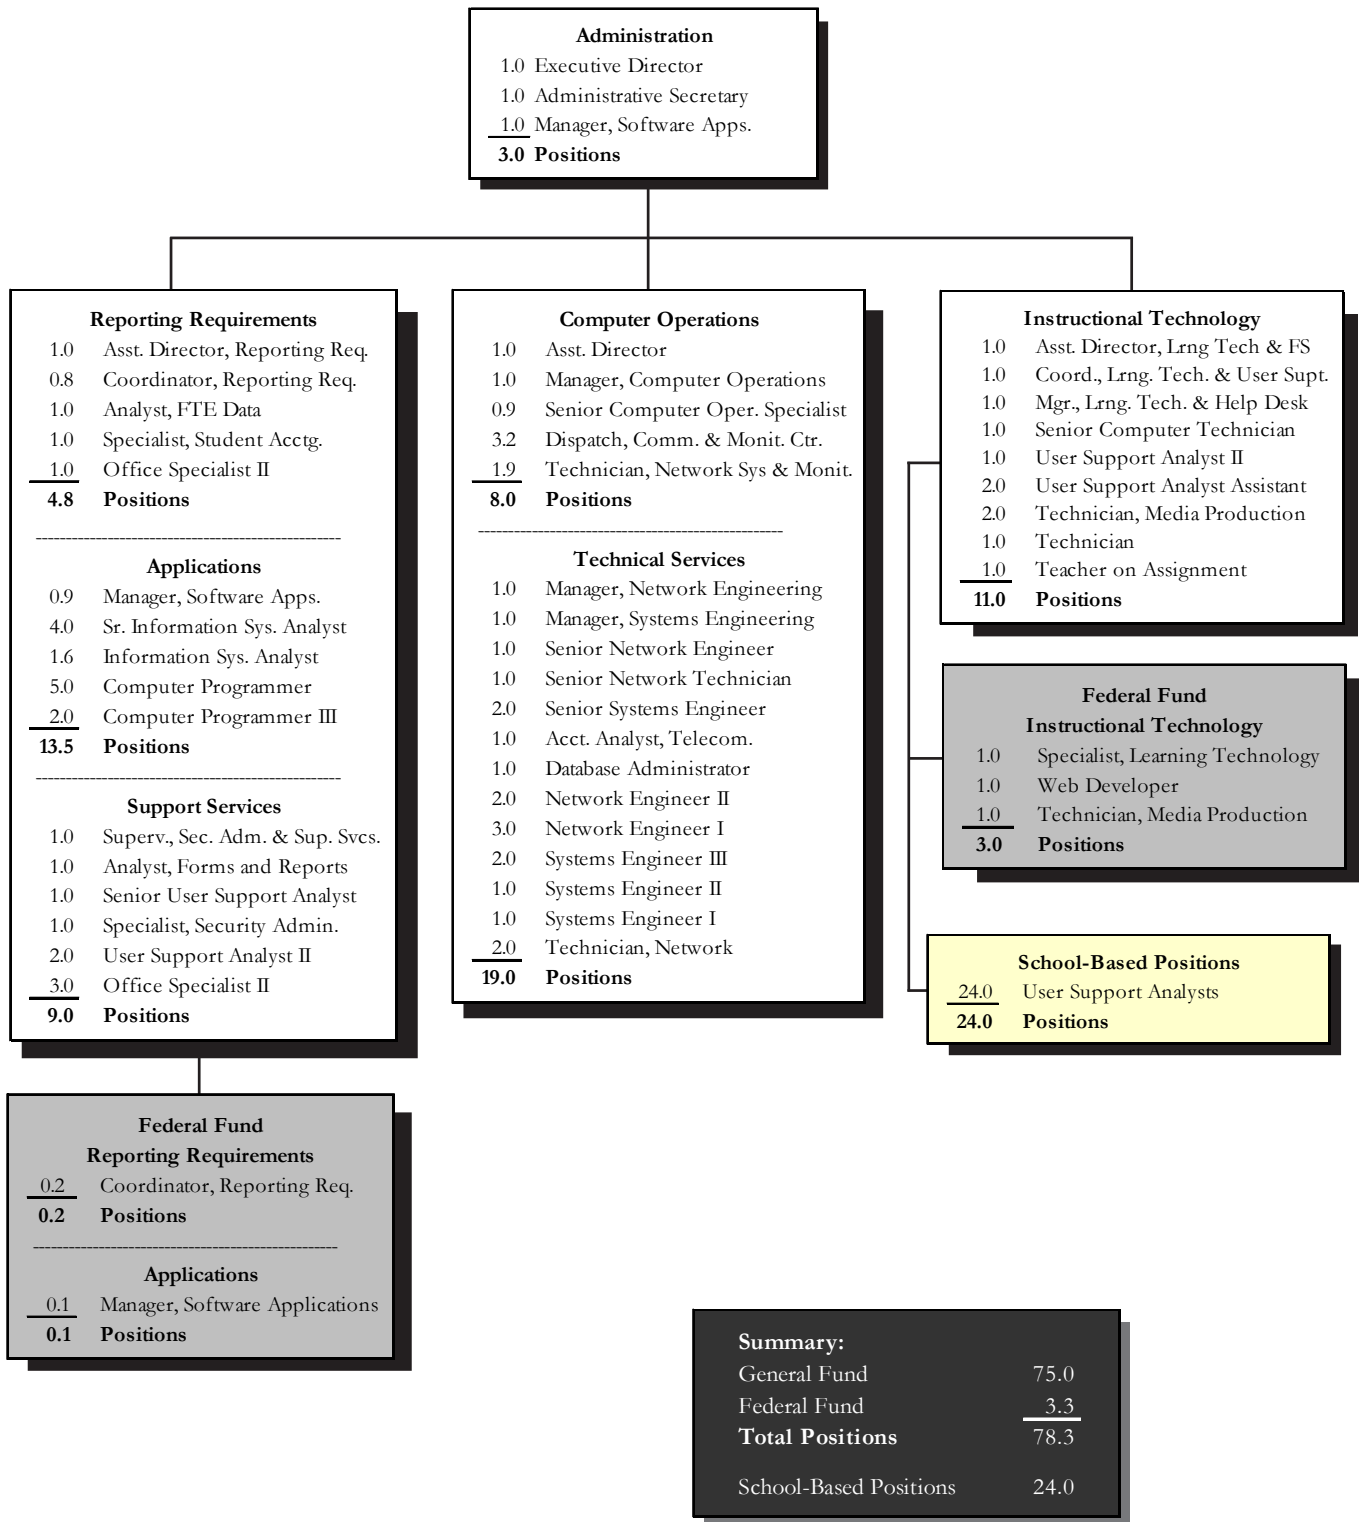 Administration
1.0 Executive Director
1.0 Administrative Secretary
1.0 Manager, Software Apps.
3.0 Positions
Reporting Requirements
1.0 Asst. Director, Reporting Req.
0.8 Coordinator, Reporting Req.
1.0 Analyst, FTE Data
1.0 Specialist, Student Acctg.
1.0 Office Specialist II
4.8 Positions
---------------------------------------------------
Applications
0.9 Manager, Software Apps.
4.0 Sr. Information Sys. Analyst
1.6 Information Sys. Analyst
5.0 Computer Programmer
2.0 Computer Programmer III
13.5 Positions
---------------------------------------------------
Support Services
1.0 Superv., Sec. Adm. & Sup. Svcs.
1.0 Analyst, Forms and Reports
1.0 Senior User Support Analyst
1.0 Specialist, Security Admin.
2.0 User Support Analyst II
3.0 Office Specialist II
9.0 Positions
Federal Fund
Reporting Requirements
0.2 Coordinator, Reporting Req.
0.2 Positions
---------------------------------------------------
Applications
0.1 Manager, Software Applications
0.1 Positions
Computer Operations
1.0 Asst. Director
1.0 Manager, Computer Operations
0.9 Senior Computer Oper. Specialist
3.2 Dispatch, Comm. & Monit. Ctr.
1.9 Technician, Network Sys & Monit.
8.0 Positions
---------------------------------------------------
Technical Services
1.0 Manager, Network Engineering
1.0 Manager, Systems Engineering
1.0 Senior Network Engineer
1.0 Senior Network Technician
2.0 Senior Systems Engineer
1.0 Acct. Analyst, Telecom.
1.0 Database Administrator
2.0 Network Engineer II
3.0 Network Engineer I
2.0 Systems Engineer III
1.0 Systems Engineer II
1.0 Systems Engineer I
2.0 Technician, Network
19.0 Positions
Instructional Technology
1.0 Asst. Director, Lrng Tech & FS
1.0 Coord., Lrng. Tech. & User Supt.
1.0 Mgr., Lrng. Tech. & Help Desk
1.0 Senior Computer Technician
1.0 User Support Analyst II
2.0 User Support Analyst Assistant
2.0 Technician, Media Production
1.0 Technician
1.0 Teacher on Assignment
11.0 Positions
Federal Fund
Instructional Technology
1.0 Specialist, Learning Technology
1.0 Web Developer
1.0 Technician, Media Production
3.0 Positions
School-Based Positions
24.0 User Support Analysts
24.0 Positions
Summary:
General Fund 75.0
Federal Fund 3.3
Total Positions 78.3
School-Based Positions 24.0